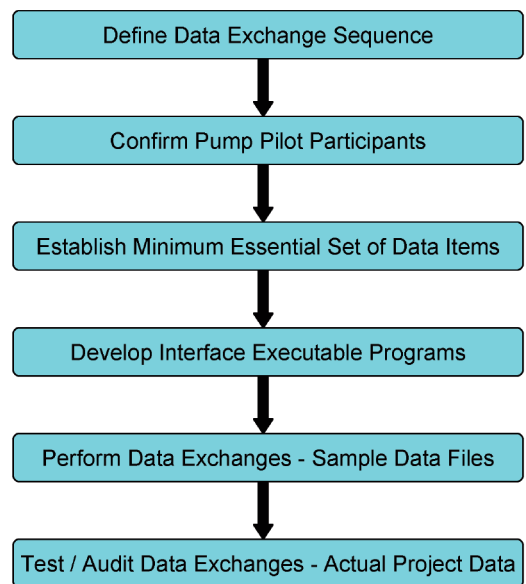 Define Data Exchange Sequence
Confirm Pump Pilot Participants
Establish Minimum Essential Set of Data Items
Develop Interface Executable Programs
Perform Data Exchanges - Sample Data Files
Test / Audit Data Exchanges - Actual Project Data